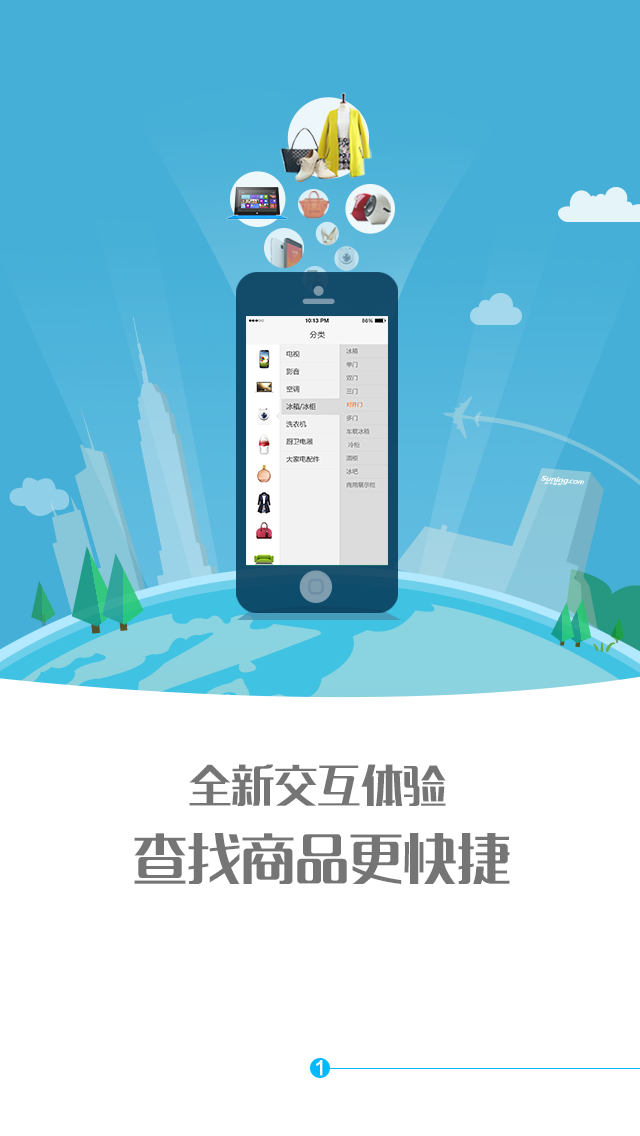 Suning.com
10:13 PM
86%
分类
电视
影音
空调
冰箱/冰柜
洗衣机
厨卫电器
大家电配件
冰箱
单门
双门
三门
对开门
多门
车载冰箱
冷柜
酒柜
冰吧
商用展示柜
全新交互体验
查找商品更快捷
1